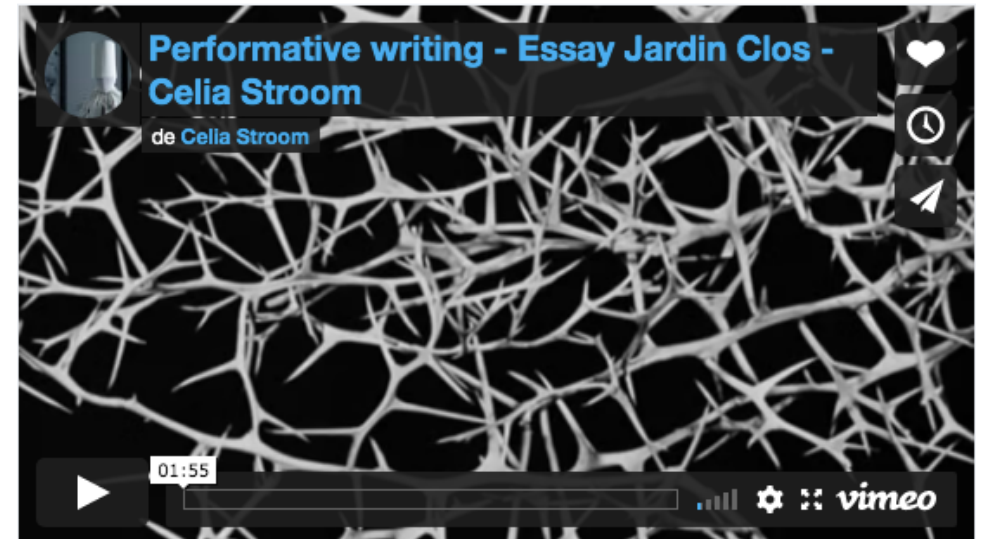 Performative writing - Essay Jardin Clos -
Celia Stroom
de Celia Stroom
01:55
vimeo